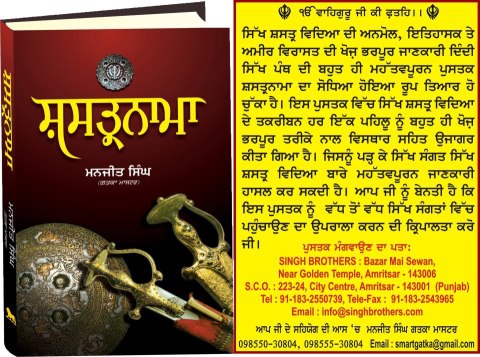 ਸ਼ਸਤ੍ਰਨਾਮਾ
ਮਨਜੀਤ ਸਿੰਘ
(ਗਤਕਾ ਮਾਸਟਰ)
ਸ਼ਸਤ੍ਰਨਾਮਾ
ਮਨਜੀਤ ਸਿੰਘ
ੴ ਵਾਹਿਗੁਰੂ ਜੀ ਕੀ ਫ਼ਤਹਿ।।
ਸਿੱਖ ਸ਼ਸਤ੍ਰ ਵਿਦਿਆ ਦੀ ਅਨਮੋਲ, ਇਤਿਹਾਸਕ ਤੇ
ਅਮੀਰ ਵਿਰਾਸਤ ਦੀ ਖੋਜ਼ ਭਰਪੂਰ ਜਾਣਕਾਰੀ ਦਿੰਦੀ
ਸਿੱਖ ਪੰਥ ਦੀ ਬਹੁਤ ਹੀ ਮਹੱਤਵਪੂਰਨ ਪੁਸਤਕ
ਸ਼ਸਤ੍ਰਨਾਮਾ ਦਾ ਸੋਧਿਆ ਹੋਇਆ ਰੂਪ ਤਿਆਰ ਹੋ
ਚੁੱਕਾ ਹੈ। ਇਸ ਪੁਸਤਕ ਵਿੱਚ ਸਿੱਖ ਸ਼ਸਤ੍ਰ ਵਿਦਿਆ
ਦੇ ਤਕਰੀਬਨ ਹਰ ਇੱਕ ਪਹਿਲੂ ਨੂੰ ਬਹੁਤ ਹੀ ਖੋਜ਼
ਭਰਪੂਰ ਤਰੀਕੇ ਨਾਲ ਵਿਸਥਾਰ ਸਹਿਤ ਉਜਾਗਰ
ਕੀਤਾ ਗਿਆ ਹੈ। ਜਿਸਨੂੰ ਪੜ੍ਹ ਕੇ ਸਿੱਖ ਸੰਗਤ ਸਿੱਖ
ਸ਼ਸਤ੍ਰ ਵਿਦਿਆ ਬਾਰੇ ਮਹੱਤਵਪੂਰਨ ਜਾਣਕਾਰੀ
ਹਾਸਲ ਕਰ ਸਕਦੀ ਹੈ। ਆਪ ਜੀ ਨੂੰ ਬੇਨਤੀ ਹੈ ਕਿ
ਇਸ ਪੁਸਤਕ ਨੂੰ ਵੱਧ ਤੋਂ ਵੱਧ ਸਿੱਖ ਸੰਗਤਾਂ ਵਿੱਚ
ਪਹੁੰਚਾਉਣ ਦਾ ਉਪਰਾਲਾ ਕਰਨ ਦੀ ਕ੍ਰਿਪਾਲਤਾ ਕਰੋ
ਜੀ।
ਪੁਸਤਕ ਮੰਗਵਾਉਣ ਦਾ ਪਤਾ:
SINGH BROTHERS : Bazar Mai Sewan,
Near Golden Temple, Amritsar - 143006
S.C.O. : 223-24, City Centre, Amritsar - 143001 (Punjab)
Tel : 91-183-2550739, Tele-Fax : 91-183-2543965
Email : info@singhbrothers.com
ਆਪ ਜੀ ਦੇ ਸਹਿਯੋਗ ਦੀ ਆਸ 'ਚ ਮਨਜੀਤ ਸਿੰਘ ਗਤਕਾ ਮਾਸਟਰ
098550-30804, 098555-30804 Email : smartgatka@gmail.com